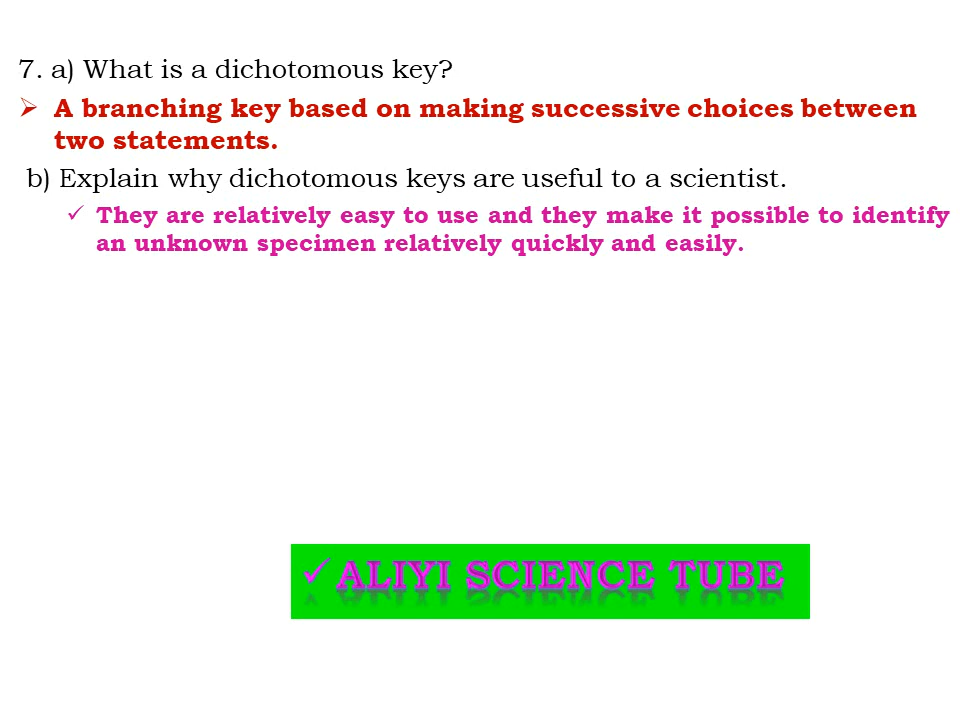 7. a) What is a dichotomous key?
➢ A branching key based on making successive choices between
two statements.
b) Explain why dichotomous keys are useful to a scientist.
✓ They are relatively easy to use and they make it possible to identify
an unknown specimen relatively quickly and easily.
✓ALIYI SCIENCE TUBE